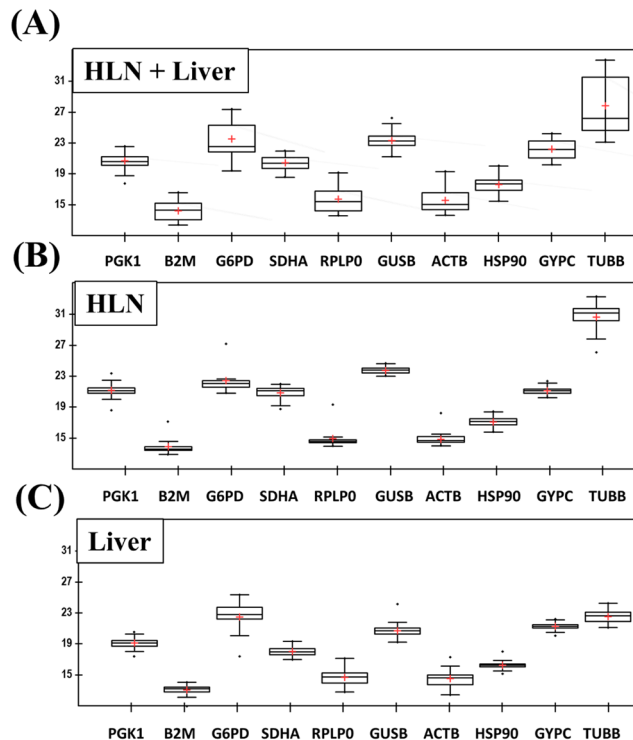 (A)
HLN + Liver
31
27
23
19
15
PGK1 B2M G6PD SDHA RPLP0 GUSB ACTB HSP90 GYPC TUBB
(B)
HLN
31
27
23
19
15
PGK1 B2M G6PD SDHA RPLP0 GUSB ACTB HSP90 GYPC TUBB
(C)
Liver
31
27
23
19
15
PGK1 B2M G6PD SDHA RPLP0 GUSB ACTB HSP90 GYPC TUBB